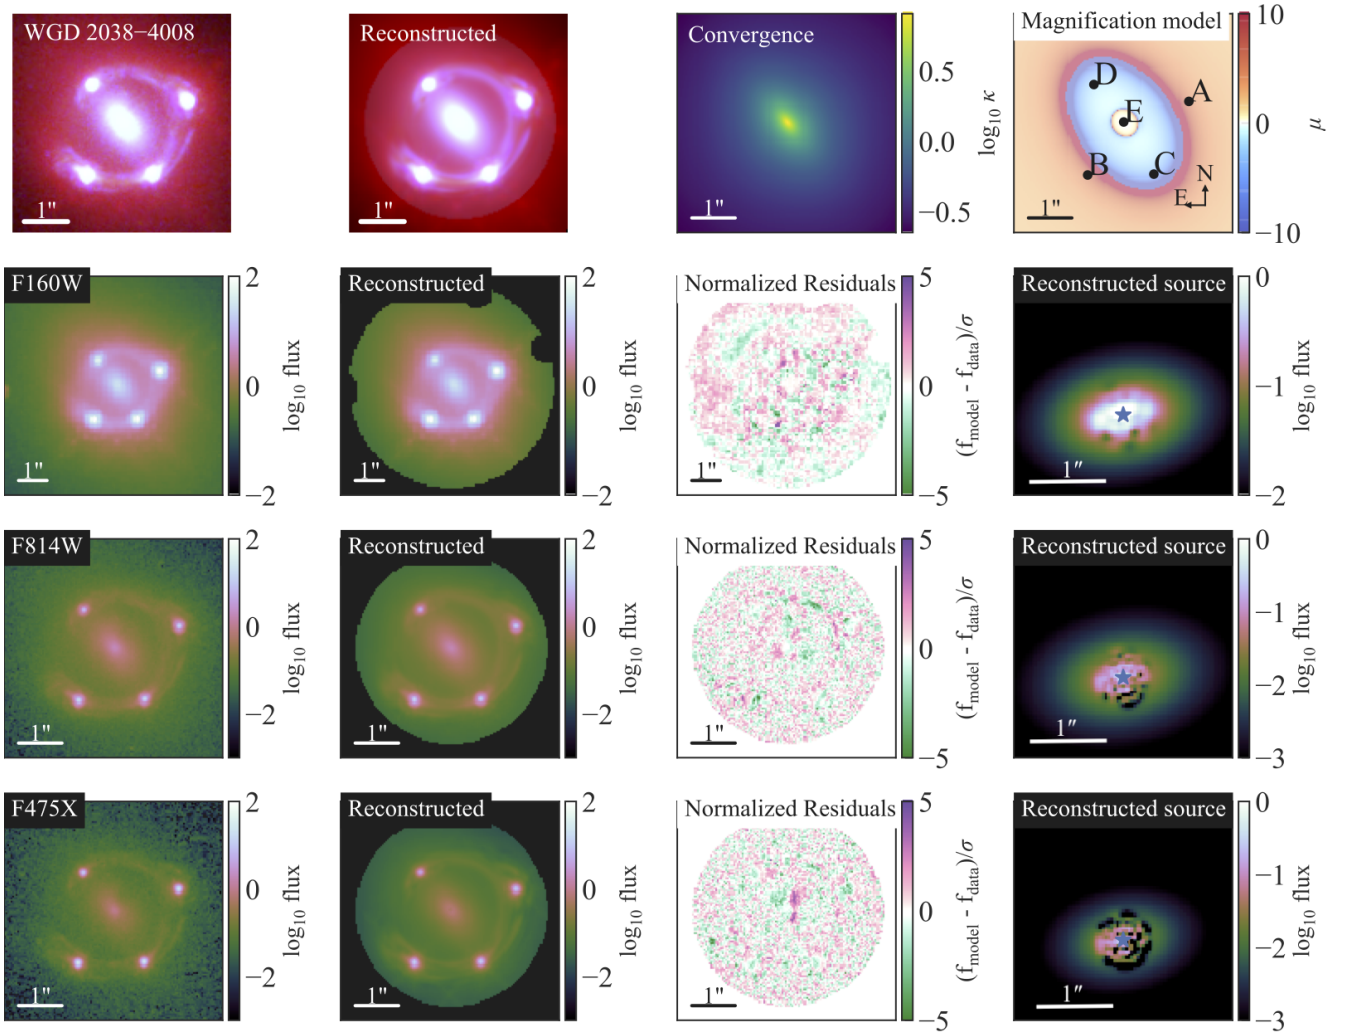 WGD 2038−4008
1"
Reconstructed
1"
Convergence
1"
0.5
0.0
−0.5
log10 κ
Magnification model
D
A
E
B
C
N
E
1"
10
0
−10
μ
F160W
1"
2
0
−2
log10 flux
Reconstructed
1"
2
0
−2
log10 flux
Normalized Residuals
1"
5
0
−5
(fmodel - fdata)/σ
Reconstructed source
1″
0
−1
−2
log10 flux
F814W
1"
2
0
−2
log10 flux
Reconstructed
1"
2
0
−2
log10 flux
Normalized Residuals
1"
5
0
−5
(fmodel - fdata)/σ
Reconstructed source
1″
0
−1
−2
−3
log10 flux
F475X
1"
2
0
−2
log10 flux
Reconstructed
1"
2
0
−2
log10 flux
Normalized Residuals
1"
5
0
−5
(fmodel - fdata)/σ
Reconstructed source
1″
0
−1
−2
−3
log10 flux